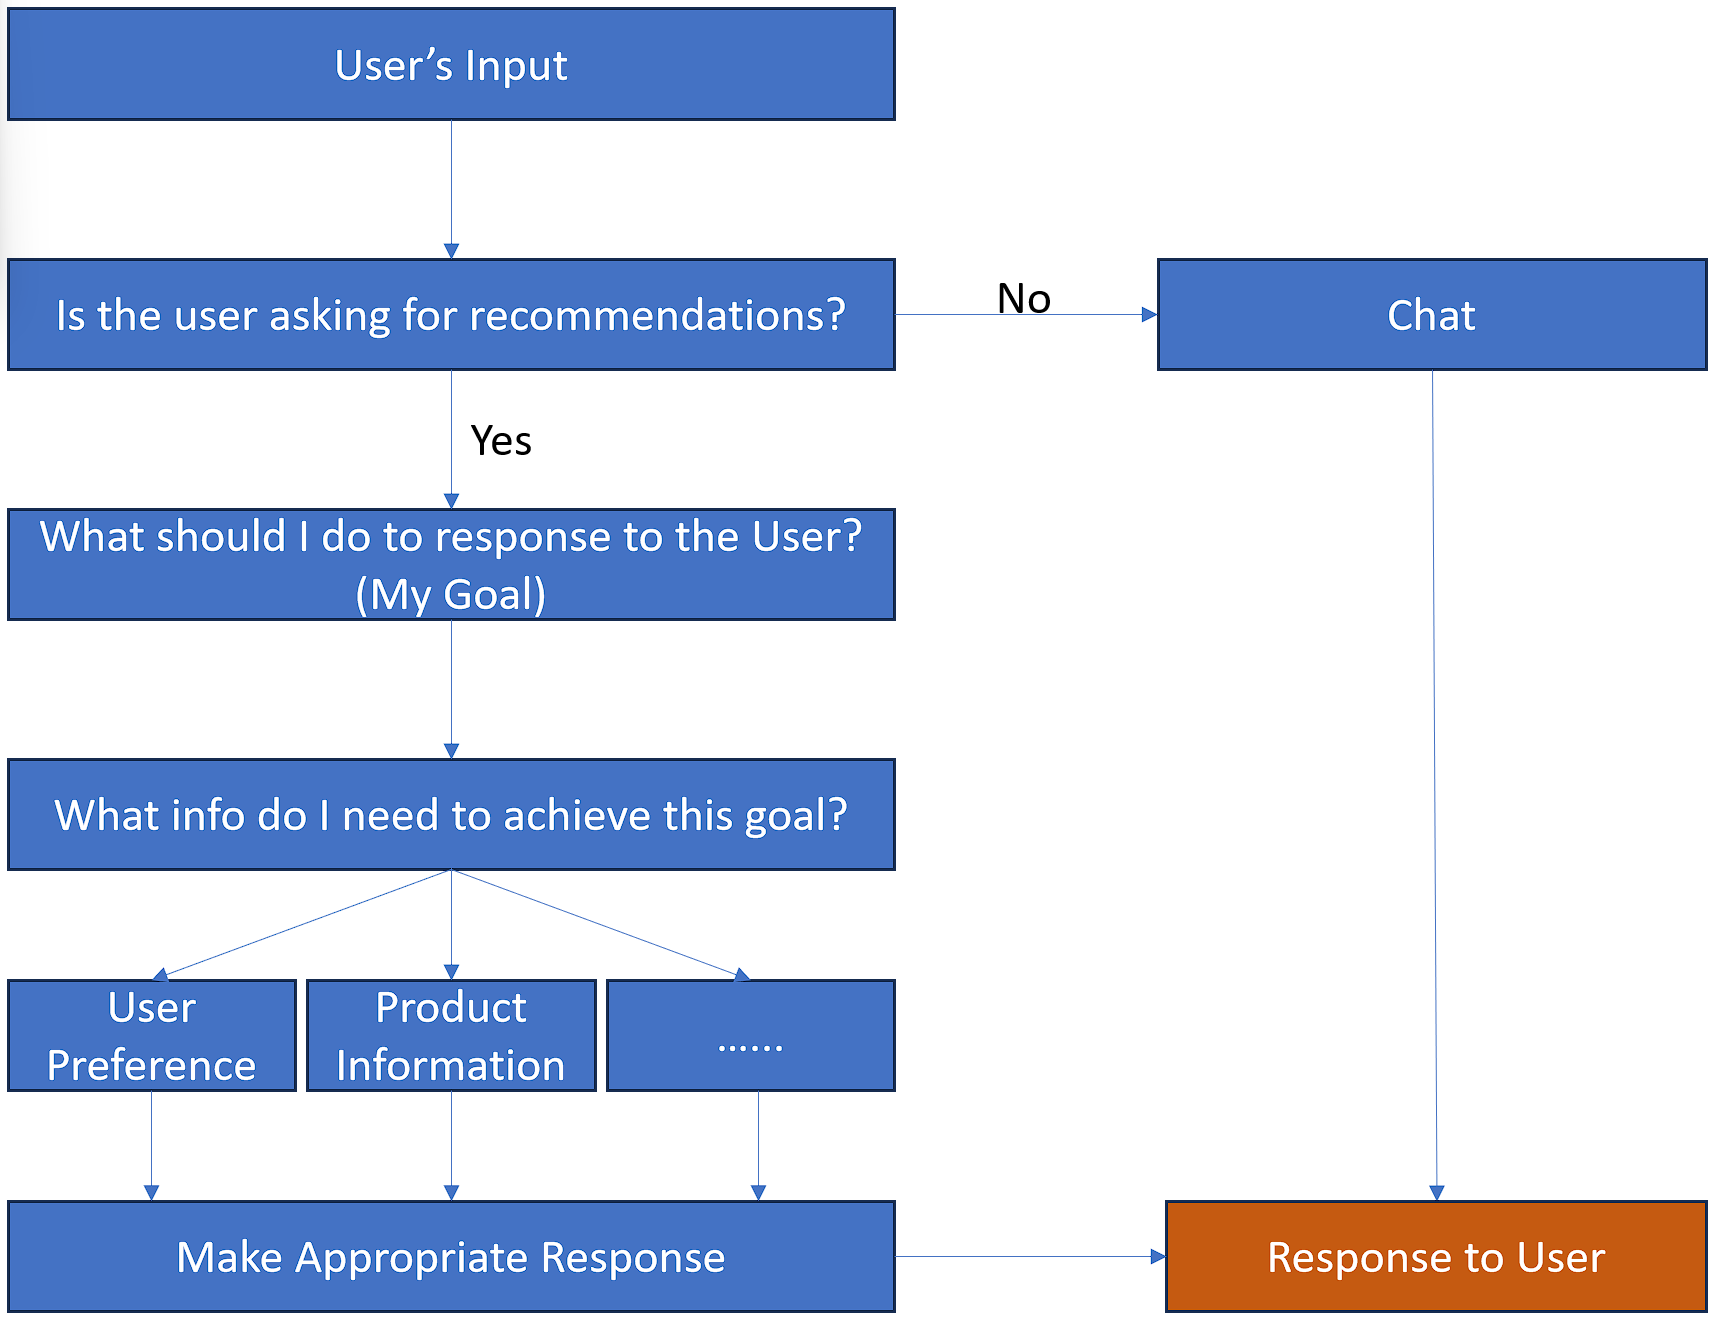 User’s Input
Is the user asking for recommendations?
No
Chat
Yes
What should I do to response to the User?
(My Goal)
What info do I need to achieve this goal?
User
Preference
Product
Information
......
Make Appropriate Response
Response to User